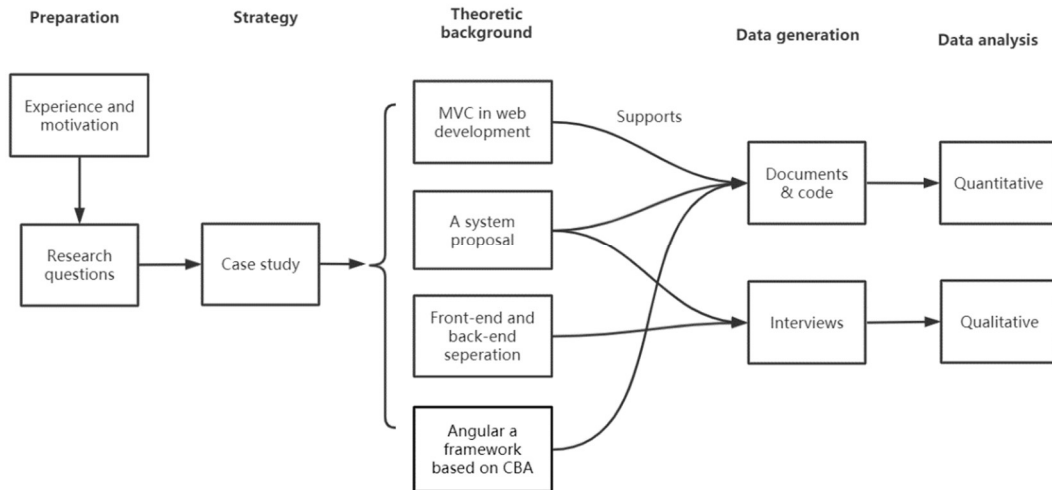 Preparation
Strategy
Theoretic
background
Data generation
Data analysis
Experience and
motivation
Research
questions
Case study
MVC in web
development
A system
proposal
Front-end and
back-end
seperation
Angular a
framework
based on CBA
Supports
Documents
& code
Interviews
Quantitative
Qualitative